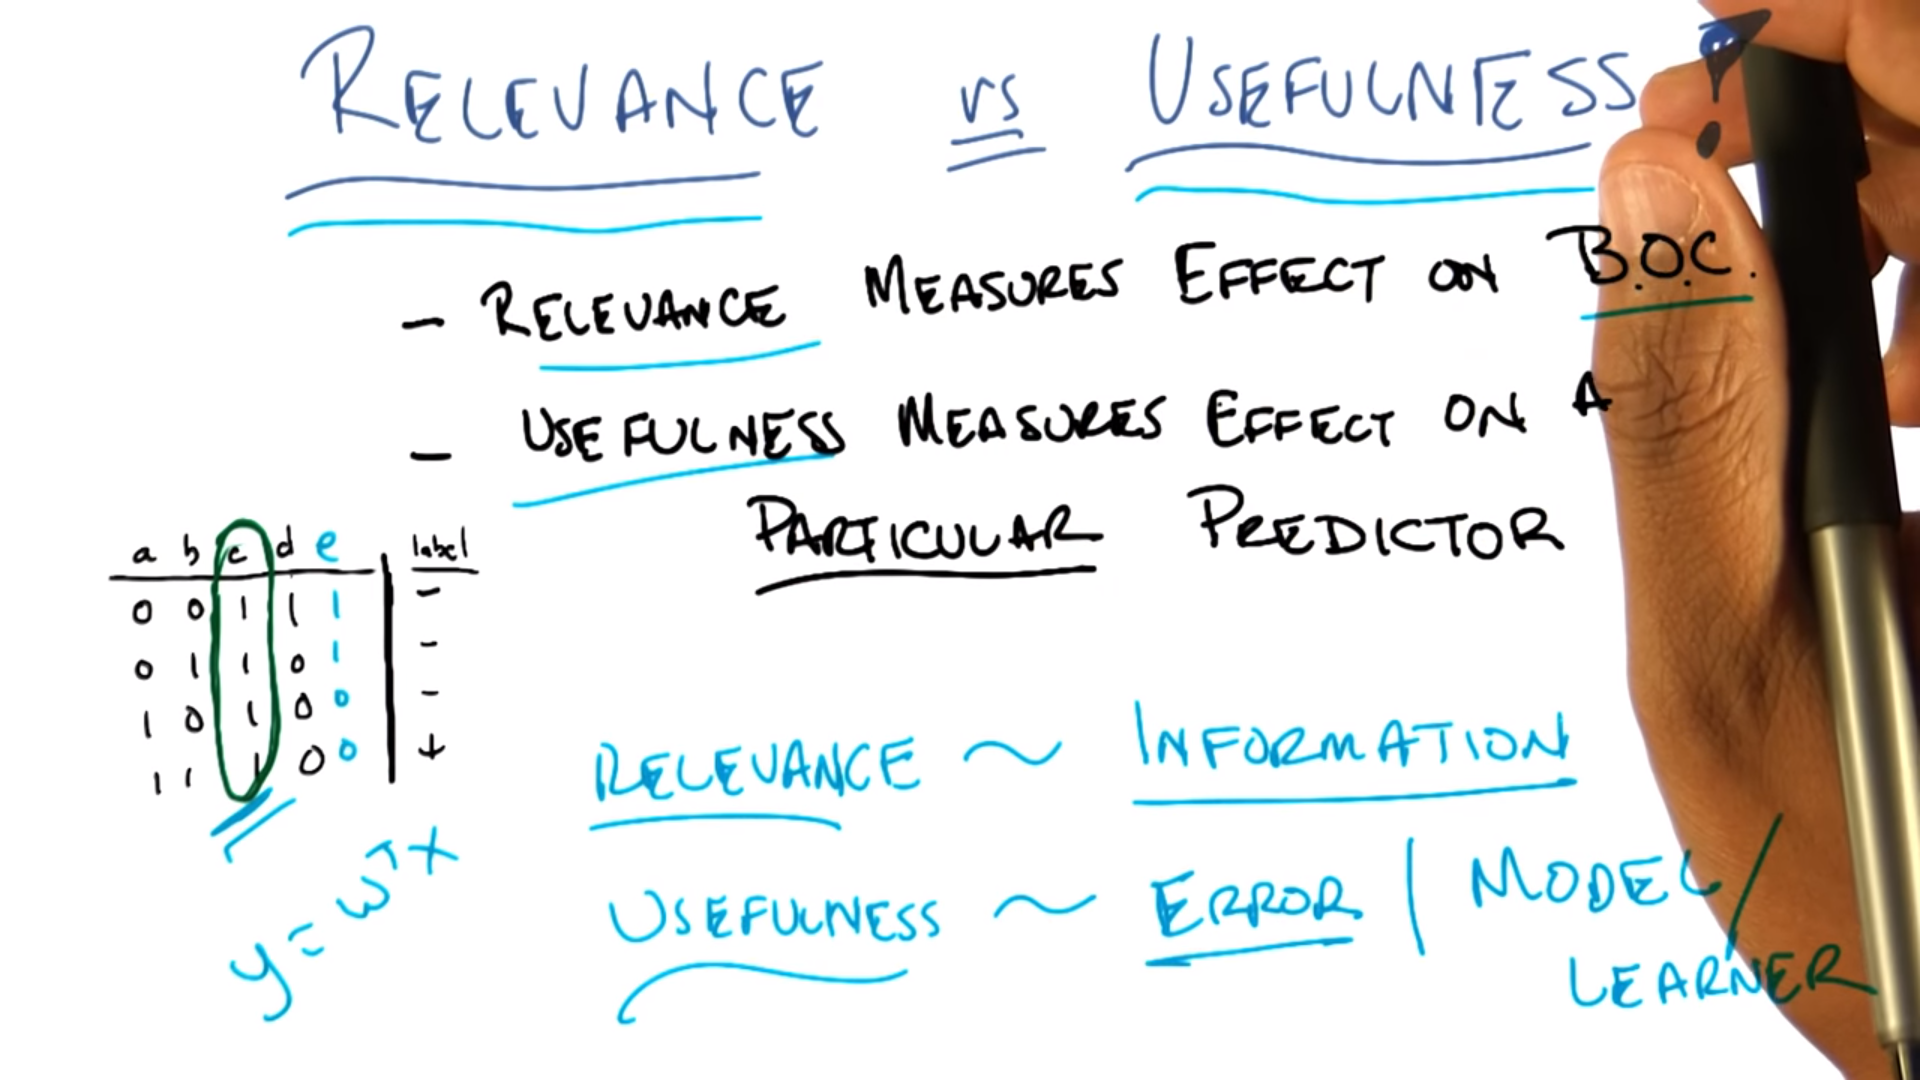 RELEVANCE vs USEFULNESS
- RELEVANCE MEASURES EFFECT ON B.O.C.
- USEFULNESS MEASURES EFFECT ON A
PARTICULAR PREDICTOR
a b c d e label
0 0 1 1 1 -
0 1 1 0 1 -
1 0 1 0 0 -
1 1 1 0 0 +
y = wᵀx
RELEVANCE ~ INFORMATION
USEFULNESS ~ ERROR | MODEL/
LEARNER